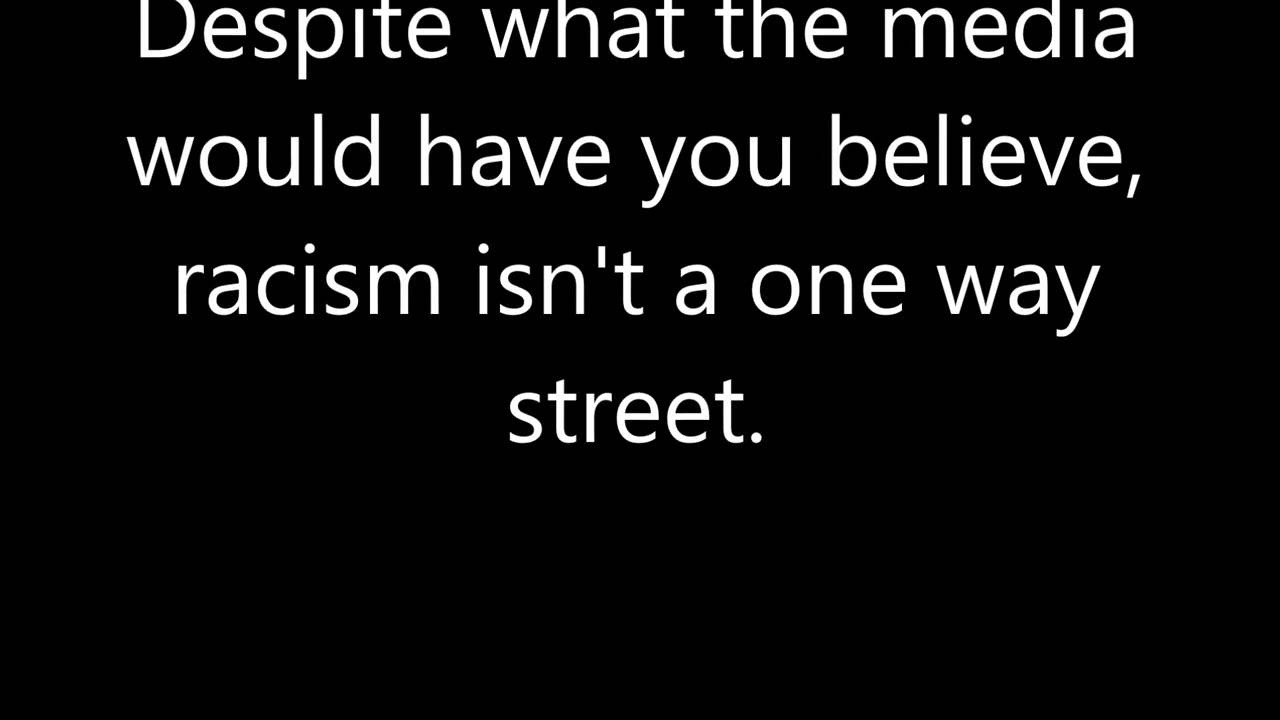 Despite what the media
would have you believe,
racism isn't a one way
street.